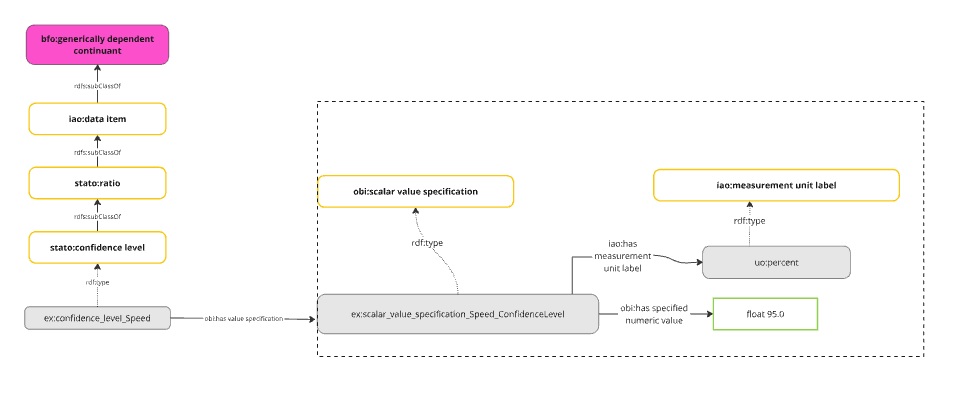 bfo:generically dependent
continuant
rdfs:subClassOf
iao:data item
rdfs:subClassOf
stato:ratio
rdfs:subClassOf
stato:confidence level
rdf:type
ex:confidence_level_Speed
obi:has value specification
obi:scalar value specification
rdf:type
ex:scalar_value_specification_Speed_ConfidenceLevel
iao:measurement unit label
rdf:type
iao:has
measurement
unit label
uo:percent
obi:has specified
numeric value
float 95.0